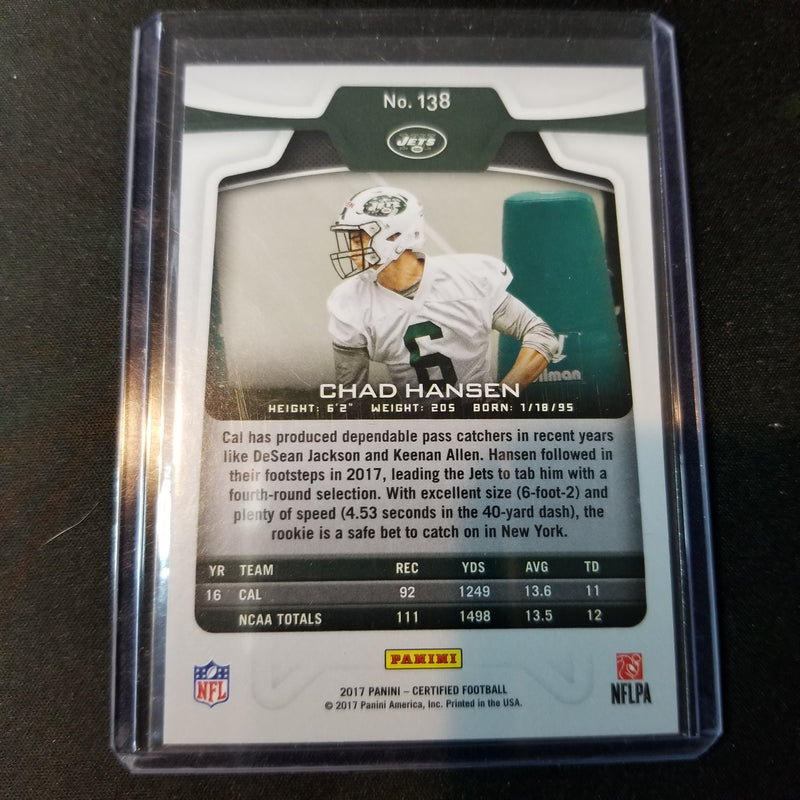 No. 138
JETS
6
ilman
CHAD HANSEN
HEIGHT: 6'2" WEIGHT: 205 BORN: 1/18/95
Cal has produced dependable pass catchers in recent years
like DeSean Jackson and Keenan Allen. Hansen followed in
their footsteps in 2017, leading the Jets to tab him with a
fourth-round selection. With excellent size (6-foot-2) and
plenty of speed (4.53 seconds in the 40-yard dash), the
rookie is a safe bet to catch on in New York.
YR TEAM REC YDS AVG TD
16 CAL 92 1249 13.6 11
NCAA TOTALS 111 1498 13.5 12
PANINI
NFL
NFLPA
2017 PANINI – CERTIFIED FOOTBALL
© 2017 Panini America, Inc. Printed in the USA.